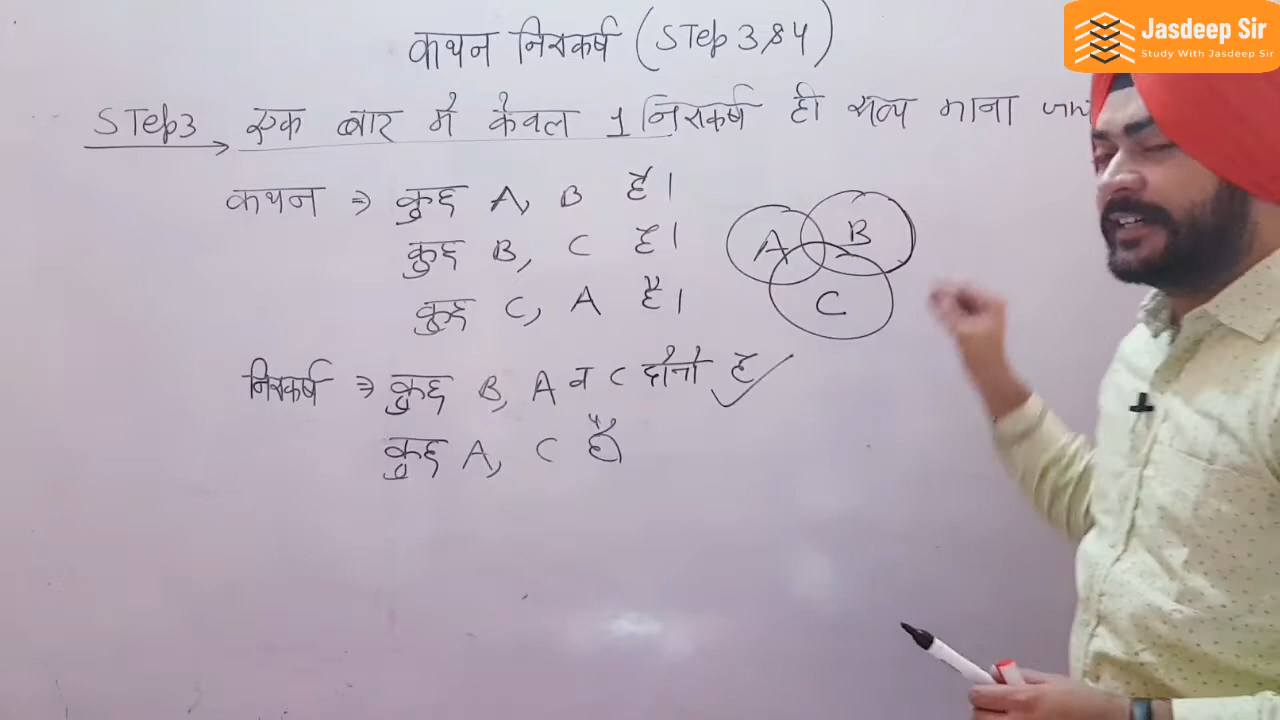 कथन निस्कर्ष (STep 3&4)
Jasdeep Sir
Study With Jasdeep Sir
STep3 एक बार मे केवल 1 निस्कर्ष ही सत्य माना
कथन ⇒ कुछ A, B है।
कुछ B, C है।
कुछ C, A है।
A B
C
निस्कर्ष ⇒ कुछ B, A व C दोनो है ✓
कुछ A, C है